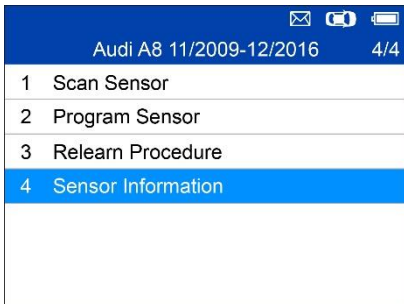 Audi A8 11/2009-12/2016 4/4
1 Scan Sensor
2 Program Sensor
3 Relearn Procedure
4 Sensor Information